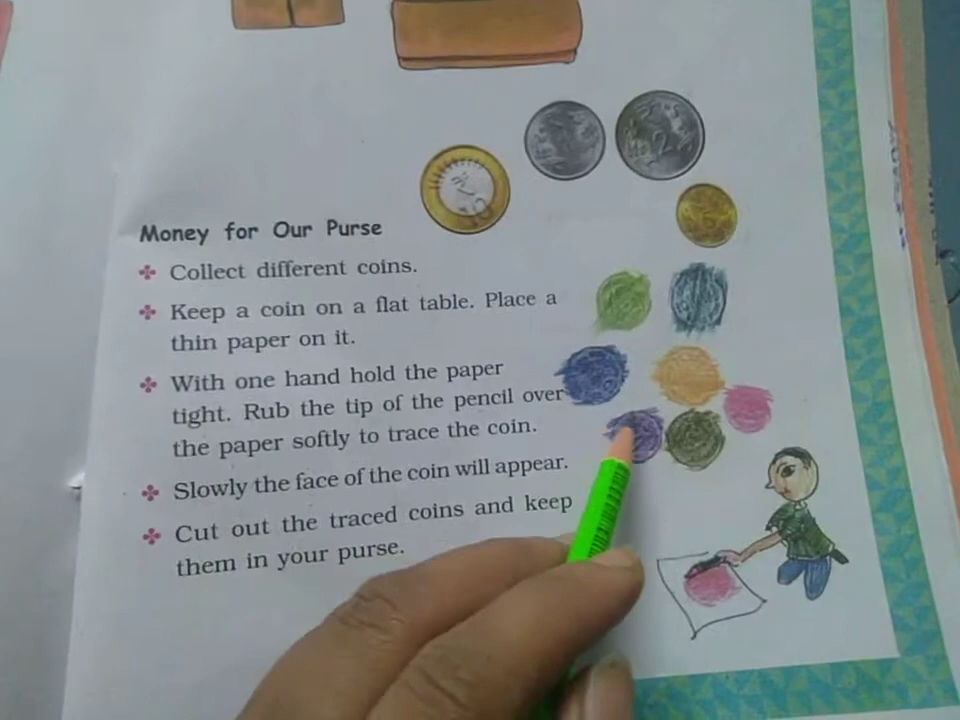 Money for Our Purse
Collect different coins.
Keep a coin on a flat table. Place a
thin paper on it.
With one hand hold the paper
tight. Rub the tip of the pencil over
the paper softly to trace the coin.
Slowly the face of the coin will appear.
Cut out the traced coins and keep
them in your purse.
2